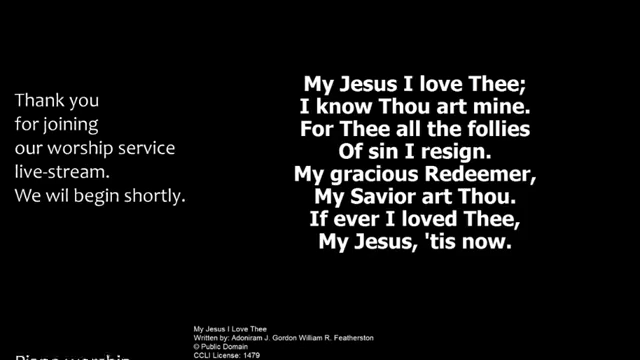 Thank you
for joining
our worship service
live-stream.
We wil begin shortly.
My Jesus I love Thee;
I know Thou art mine.
For Thee all the follies
Of sin I resign.
My gracious Redeemer,
My Savior art Thou.
If ever I loved Thee,
My Jesus, 'tis now.
My Jesus I Love Thee
Written by: Adoniram J. Gordon William R. Featherston
© Public Domain
CCLI License: 1479
Piano worship